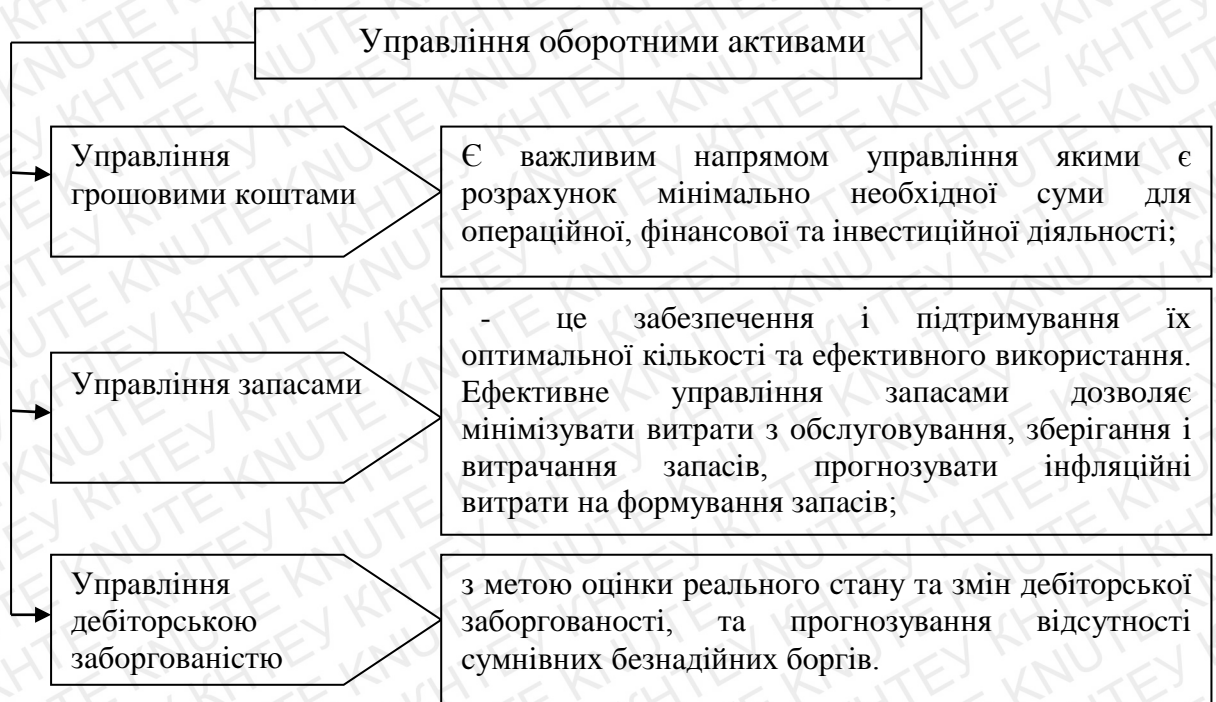 Управління оборотними активами
Управління
грошовими коштами
Є важливим напрямом управління якими є
розрахунок мінімально необхідної суми для
операційної, фінансової та інвестиційної діяльності;
Управління запасами
- це забезпечення і підтримування їх
оптимальної кількості та ефективного використання.
Ефективне управління запасами дозволяє
мінімізувати витрати з обслуговування, зберігання і
витрачання запасів, прогнозувати інфляційні
витрати на формування запасів;
Управління
дебіторською
заборгованістю
з метою оцінки реального стану та змін дебіторської
заборгованості, та прогнозування відсутності
сумнівних безнадійних боргів.